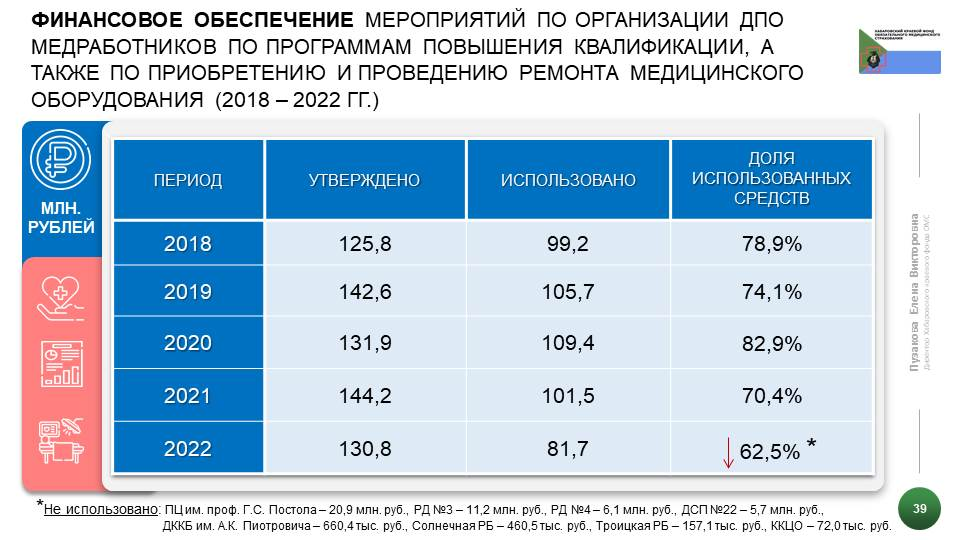 ФИНАНСОВОЕ ОБЕСПЕЧЕНИЕ МЕРОПРИЯТИЙ ПО ОРГАНИЗАЦИИ ДПО
МЕДРАБОТНИКОВ ПО ПРОГРАММАМ ПОВЫШЕНИЯ КВАЛИФИКАЦИИ, А
ТАКЖЕ ПО ПРИОБРЕТЕНИЮ И ПРОВЕДЕНИЮ РЕМОНТА МЕДИЦИНСКОГО
ОБОРУДОВАНИЯ (2018 – 2022 ГГ.)
ХАБАРОВСКИЙ КРАЕВОЙ ФОНД
ОБЯЗАТЕЛЬНОГО МЕДИЦИНСКОГО
СТРАХОВАНИЯ
МЛН.
РУБЛЕЙ
ПЕРИОД УТВЕРЖДЕНО ИСПОЛЬЗОВАНО ДОЛЯ
ИСПОЛЬЗОВАННЫХ
СРЕДСТВ
2018 125,8 99,2 78,9%
2019 142,6 105,7 74,1%
2020 131,9 109,4 82,9%
2021 144,2 101,5 70,4%
2022 130,8 81,7 62,5% *
Пузакова Елена Викторовна
Директор Хабаровского краевого фонда ОМС
*Не использовано: ПЦ им. проф. Г.С. Постола – 20,9 млн. руб., РД №3 – 11,2 млн. руб., РД №4 – 6,1 млн. руб., ДСП №22 – 5,7 млн. руб.,
ДККБ им. А.К. Пиотровича – 660,4 тыс. руб., Солнечная РБ – 460,5 тыс. руб., Троицкая РБ – 157,1 тыс. руб., ККЦО – 72,0 тыс. руб.
39